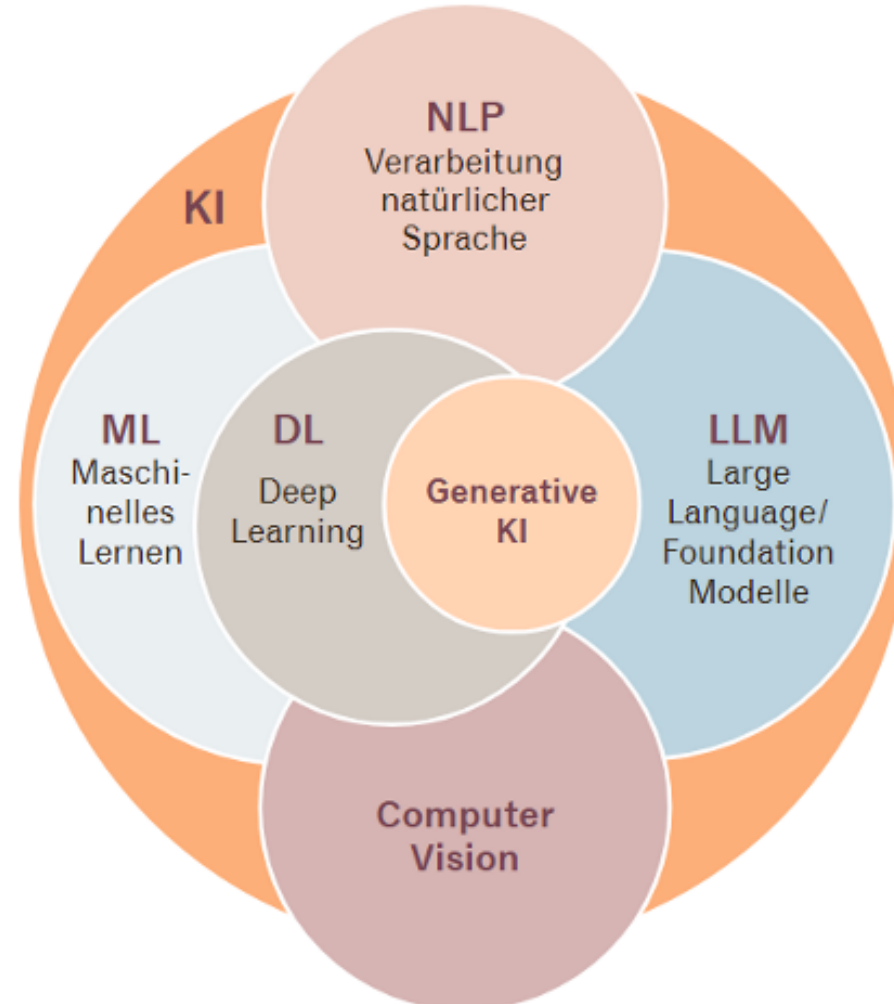 NLP
Verarbeitung
natürlicher
Sprache
KI
ML
Maschi-
nelles
Lernen
DL
Deep
Learning
Generative
KI
LLM
Large
Language/
Foundation
Modelle
Computer
Vision